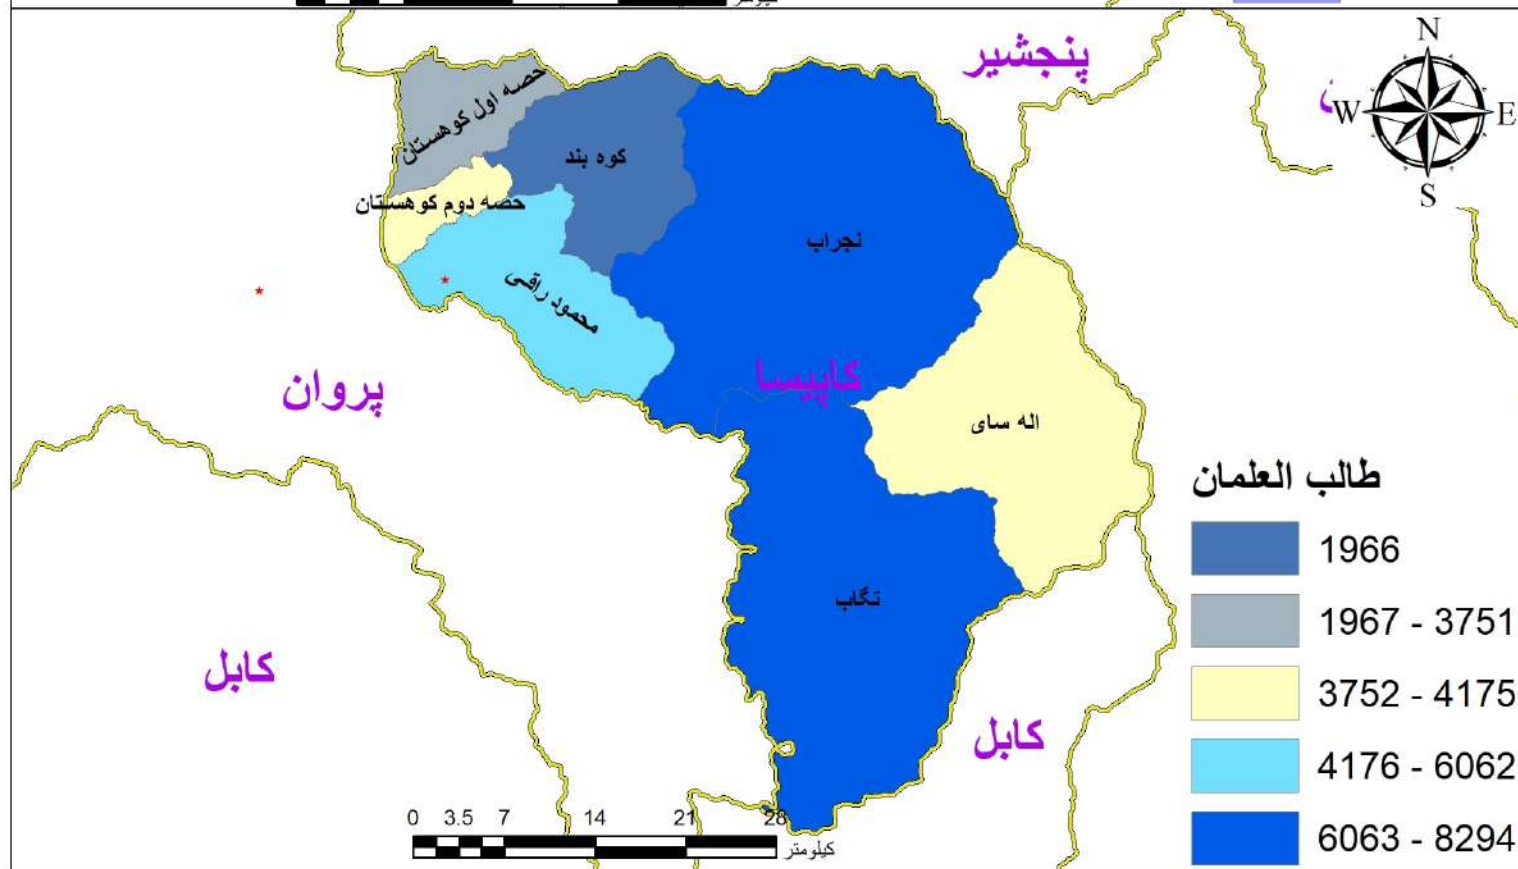 کیلومتر
پنجشیر
N
W
E
S
حصه اول کوهستان
کوه بند
حصه دوم کوهستان
نجراب
محمود راقی
کاپیسا
پروان
اله سای
تگاب
کابل
کابل
طالب العلمان
1966
1967 - 3751
3752 - 4175
4176 - 6062
6063 - 8294
0 3.5 7 14 21 28
کیلومتر